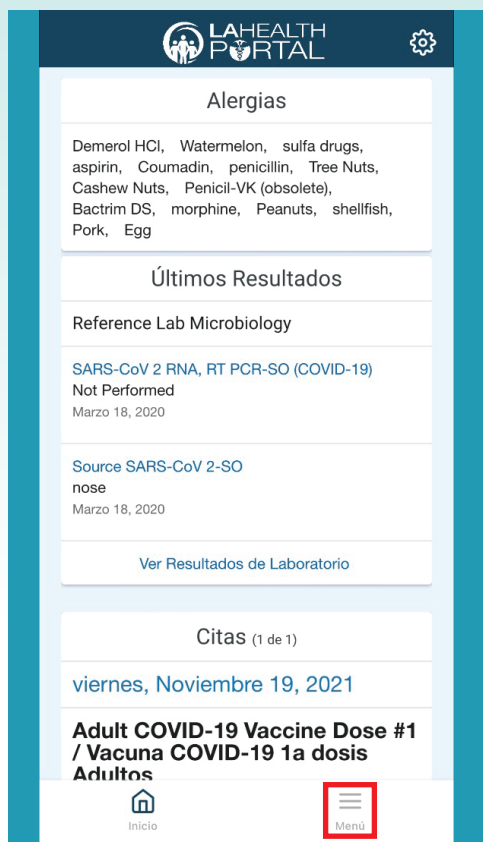 LAHEALTH
PORTAL
Alergias
Demerol HCl, Watermelon, sulfa drugs,
aspirin, Coumadin, penicillin, Tree Nuts,
Cashew Nuts, Penicil-VK (obsolete),
Bactrim DS, morphine, Peanuts, shellfish,
Pork, Egg
Últimos Resultados
Reference Lab Microbiology
SARS-CoV 2 RNA, RT PCR-SO (COVID-19)
Not Performed
Marzo 18, 2020
Source SARS-CoV 2-SO
nose
Marzo 18, 2020
Ver Resultados de Laboratorio
Citas (1 de 1)
viernes, Noviembre 19, 2021
Adult COVID-19 Vaccine Dose #1
/ Vacuna COVID-19 1a dosis
Adultos
Inicio
Menú